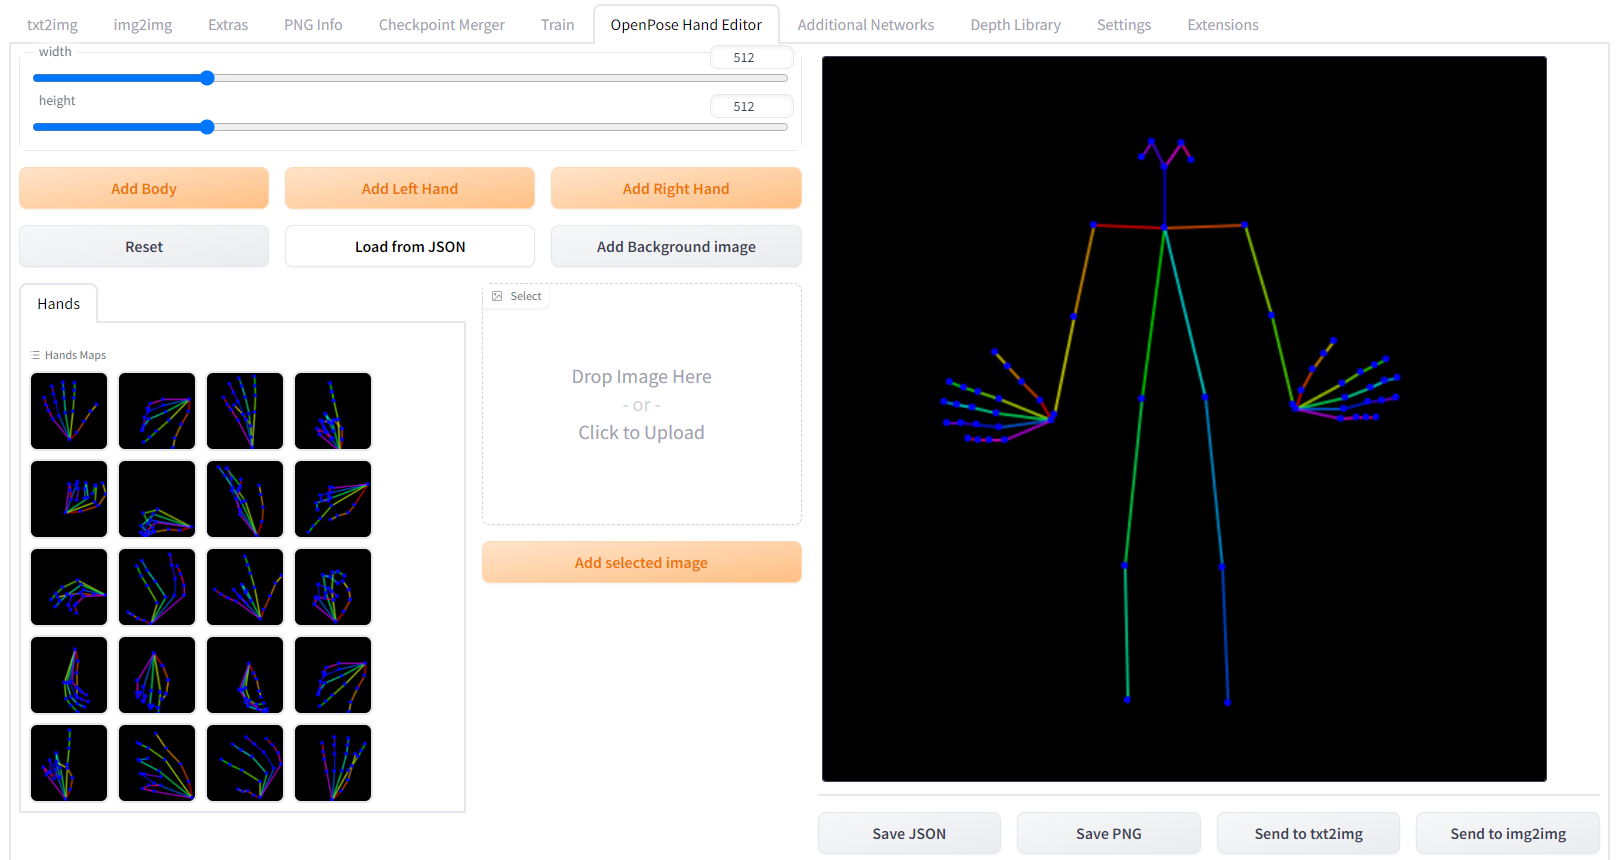 txt2img img2img Extras PNG Info Checkpoint Merger Train OpenPose Hand Editor Additional Networks Depth Library Settings Extensions
width 512
height 512
Add Body Add Left Hand Add Right Hand
Reset Load from JSON Add Background image
Hands
Select
Hands Maps
Drop Image Here
- or -
Click to Upload
Add selected image
Save JSON Save PNG Send to txt2img Send to img2img